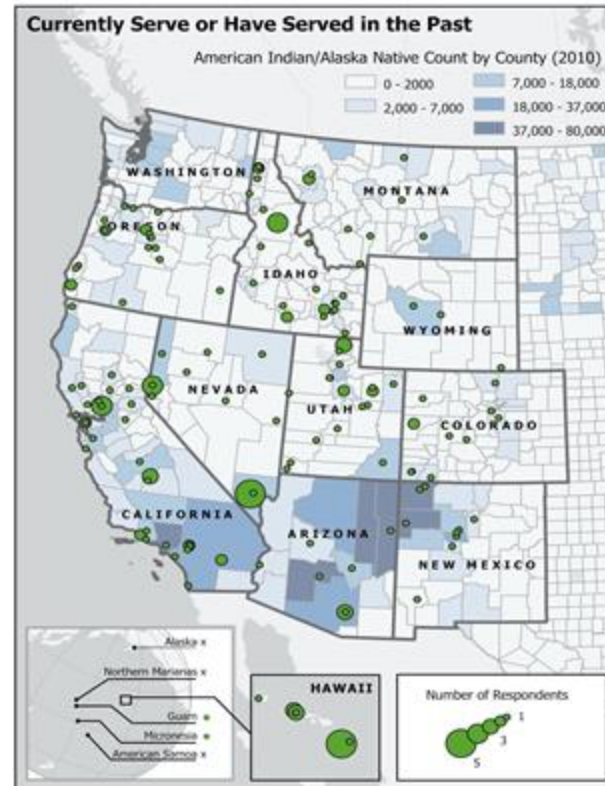 Currently Serve or Have Served in the Past
American Indian/Alaska Native Count by County (2010)
0 - 2000
2,000 - 7,000
7,000 - 18,000
18,000 - 37,000
37,000 - 80,000
WASHINGTON
MONTANA
OREGON
IDAHO
WYOMING
NEVADA
UTAH
COLORADO
CALIFORNIA
ARIZONA
NEW MEXICO
Alaska x
Northern Marianas x
Guam
Micronesia
American Samoa x
HAWAII
Number of Respondents
1
3
5